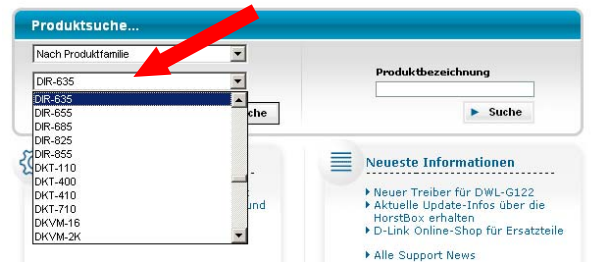 Produktsuche...
Nach Produktfamilie
DIR-635
DIR-635
DIR-655
DIR-685
DIR-825
DIR-855
DKT-110
DKT-400
DKT-410
DKT-710
DKVM-16
DKVM-2K
che
und
Produktbezeichnung
Suche
Neueste Informationen
Neuer Treiber für DWL-G122
Aktuelle Update-Infos über die
HorstBox erhalten
D-Link Online-Shop für Ersatzteile
Alle Support News